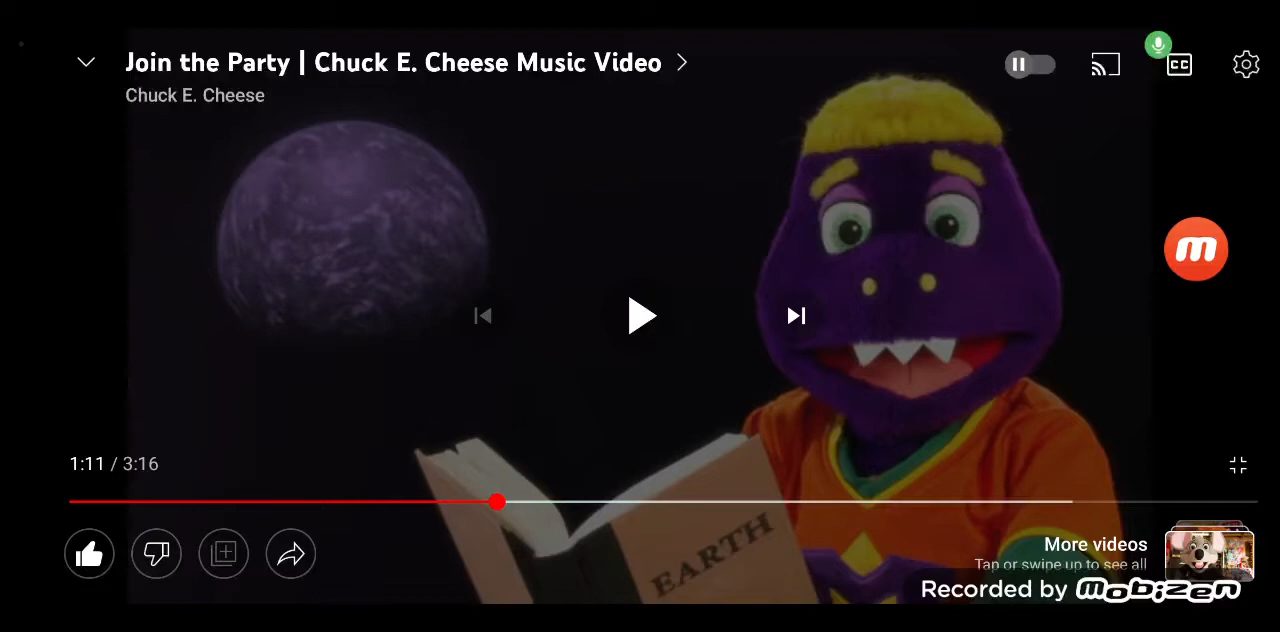 Join the Party | Chuck E. Cheese Music Video
Chuck E. Cheese
CC
m
1:11 / 3:16
EARTH
More videos
Tap or swipe up to see all
Recorded by Mobizen